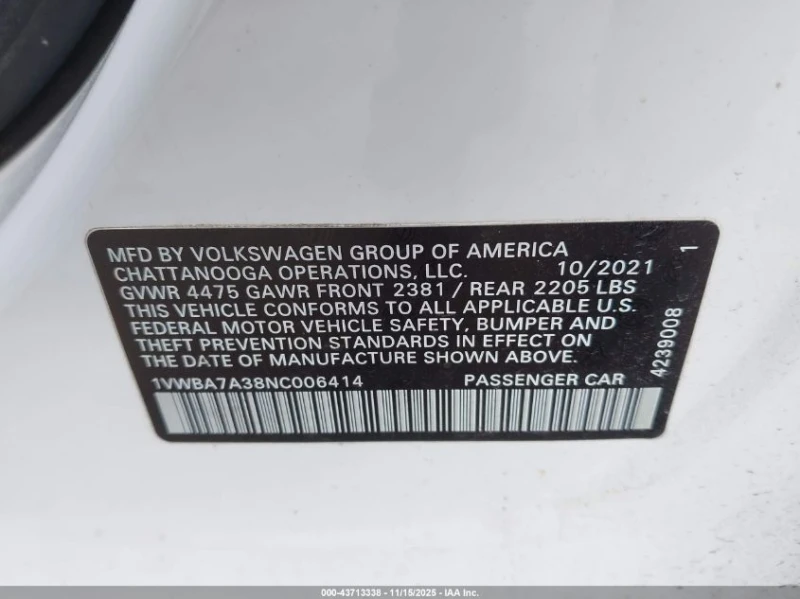 MFD BY VOLKSWAGEN GROUP OF AMERICA
CHATTANOOGA OPERATIONS, LLC. 10/2021 1
GVWR 4475 GAWR FRONT 2381 / REAR 2205 LBS
THIS VEHICLE CONFORMS TO ALL APPLICABLE U.S.
FEDERAL MOTOR VEHICLE SAFETY, BUMPER AND
THEFT PREVENTION STANDARDS IN EFFECT ON
THE DATE OF MANUFACTURE SHOWN ABOVE.
1VWBA7A38NC006414 PASSENGER CAR
4239008
000-43713338 - 11/15/2025 - IAA Inc.